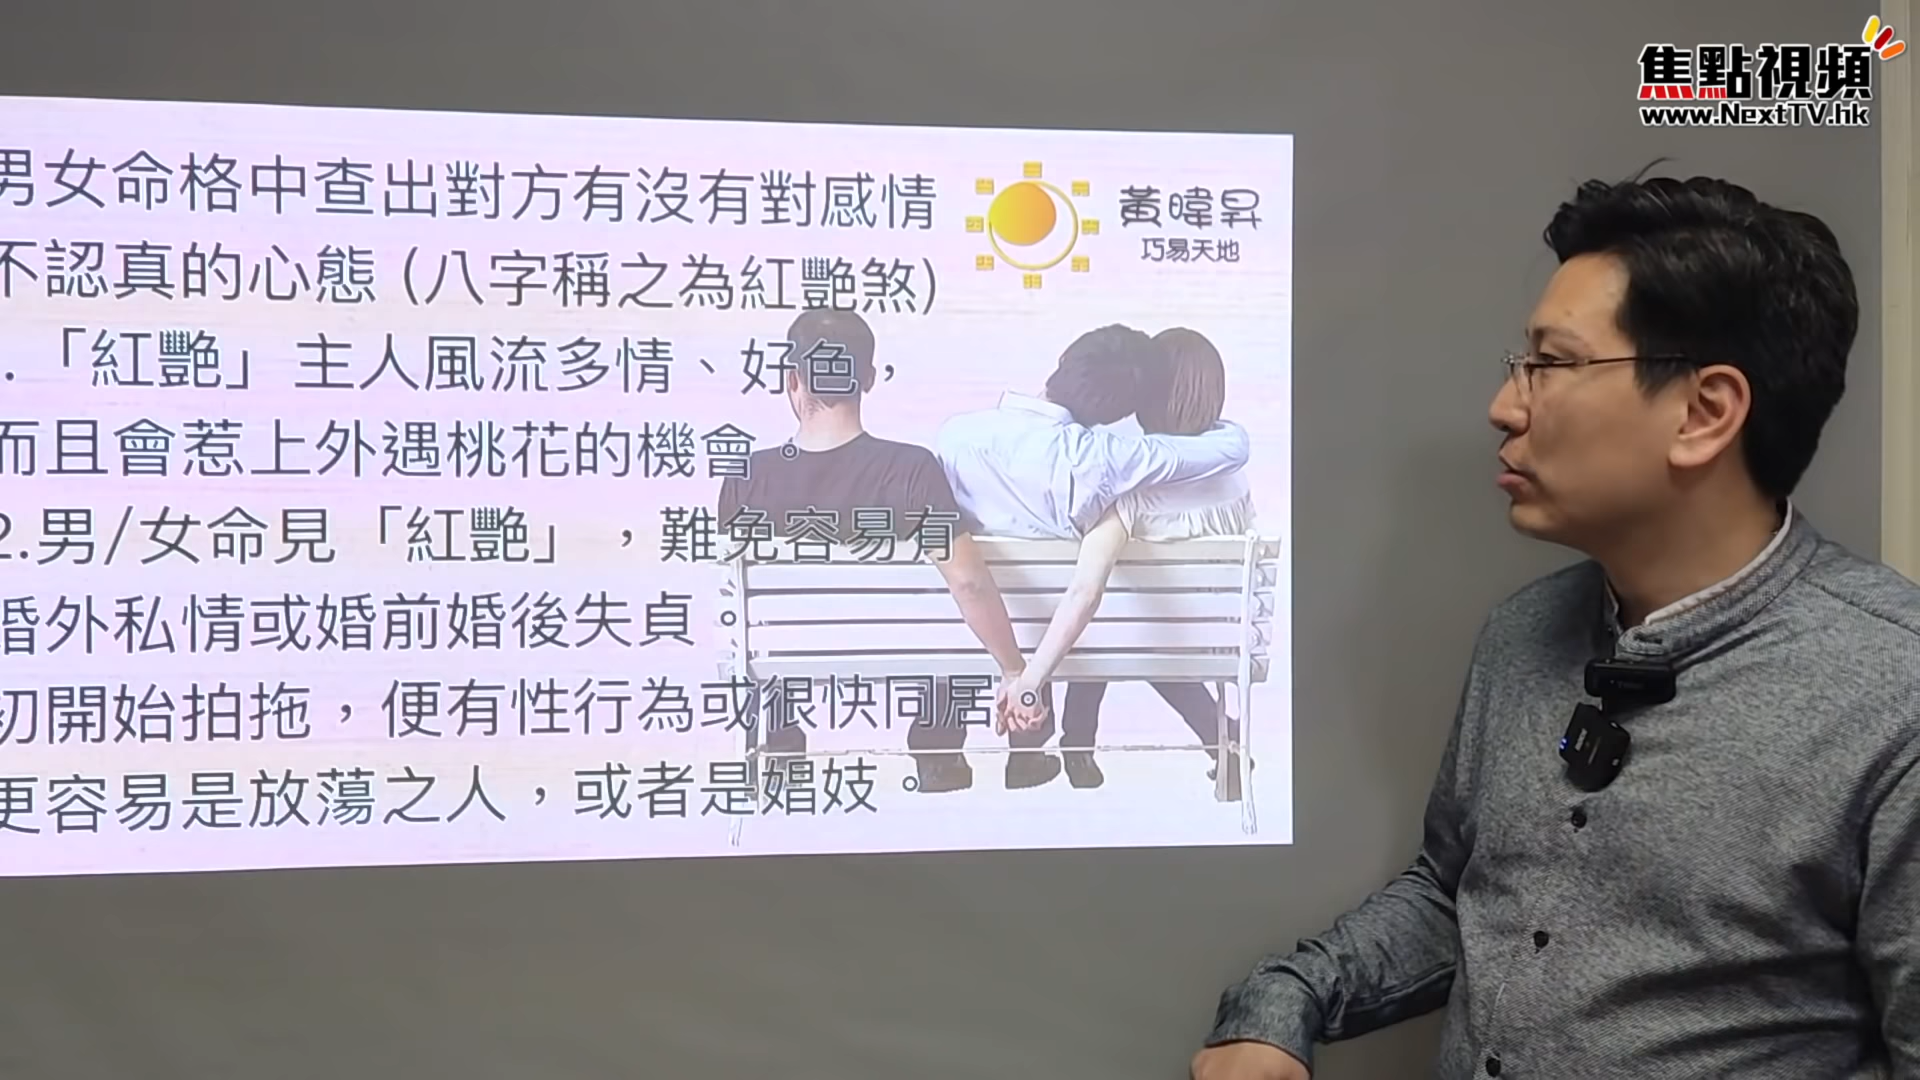 焦點視頻
www.NextTV.hk
男女命格中查出對方有沒有對感情
不認真的心態 (八字稱之為紅艷煞)
.「紅艷」主人風流多情、好色，
而且會惹上外遇桃花的機會。
2.男/女命見「紅艷」，難免容易有
婚外私情或婚前婚後失貞。
初開始拍拖，便有性行為或很快同居。
更容易是放蕩之人，或者是娼妓。
黃暐昇
巧易天地